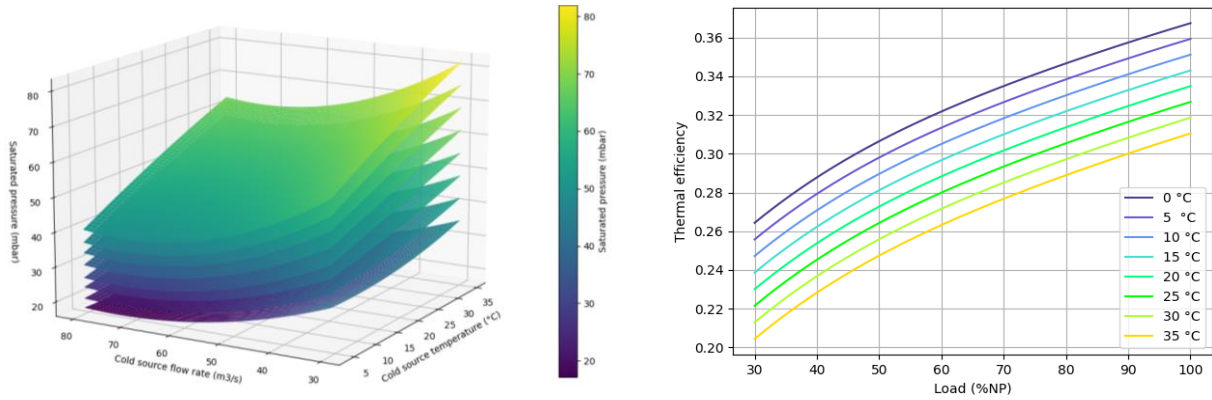 80
70
60
50
40
30
20
Saturated pressure (mbar)
80
70
60
50
40
30
Cold source flow rate (m3/s)
5
10
15
20
25
30
35
Cold source temperature (°C)
80
70
60
50
40
30
20
Saturated pressure (mbar)
Thermal efficiency
0.36
0.34
0.32
0.30
0.28
0.26
0.24
0.22
0.20
30 40 50 60 70 80 90 100
Load (%NP)
0 °C
5 °C
10 °C
15 °C
20 °C
25 °C
30 °C
35 °C